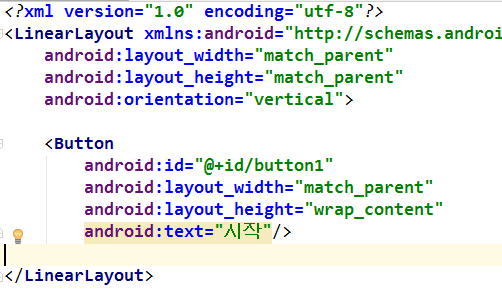 <?xml version="1.0" encoding="utf-8"?>
<LinearLayout xmlns:android="http://schemas.androi
android:layout_width="match_parent"
android:layout_height="match_parent"
android:orientation="vertical">
<Button
android:id="@+id/button1"
android:layout_width="match_parent"
android:layout_height="wrap_content"
android:text="시작"/>
</LinearLayout>